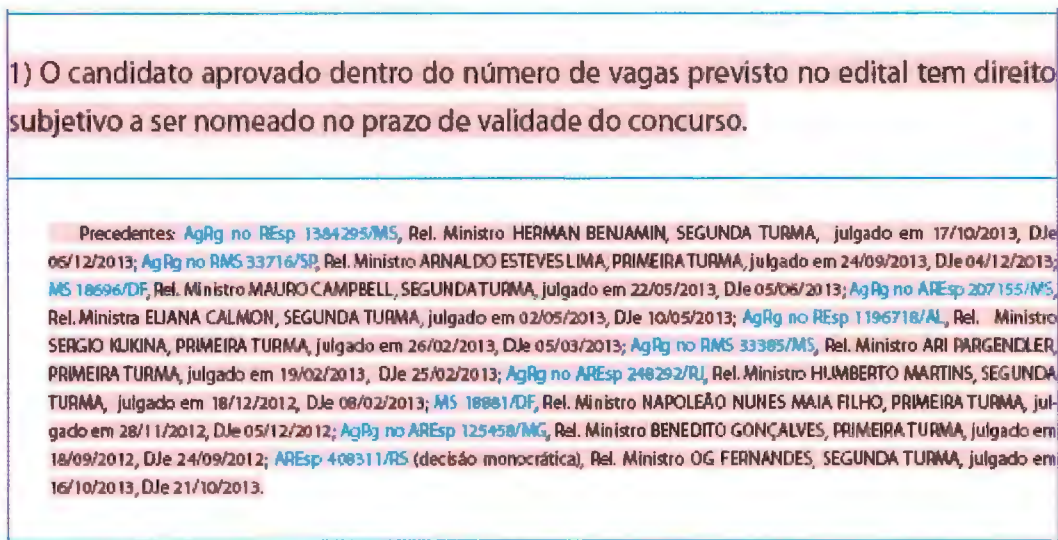 1) O candidato aprovado dentro do número de vagas previsto no edital tem direito
subjetivo a ser nomeado no prazo de validade do concurso.
Precedentes: AgRg no REsp 1384295/MS, Rel. Ministro HERMAN BENJAMIN, SEGUNDA TURMA, julgado em 17/10/2013, DJe
05/12/2013; AgRg no RMS 33716/SP, Rel. Ministro ARNALDO ESTEVES LIMA, PRIMEIRA TURMA, julgado em 24/09/2013, DJe 04/12/2013;
MS 18696/DF, Rel. Ministro MAURO CAMPBELL, SEGUNDA TURMA, julgado em 22/05/2013, DJe 05/06/2013; AgRg no AREsp 207155/MS,
Rel. Ministra ELIANA CALMON, SEGUNDA TURMA, julgado em 02/05/2013, DJe 10/05/2013; AgRg no REsp 1196718/AL, Rel. Ministro
SERGIO KUKINA, PRIMEIRA TURMA, julgado em 26/02/2013, DJe 05/03/2013; AgRg no RMS 33385/MS, Rel. Ministro ARI PARGENDLER,
PRIMEIRA TURMA, julgado em 19/02/2013, DJe 25/02/2013; AgRg no AREsp 248292/RJ, Rel. Ministro HUMBERTO MARTINS, SEGUNDA
TURMA, julgado em 18/12/2012, DJe 08/02/2013; MS 18881/DF, Rel. Ministro NAPOLEÃO NUNES MAIA FILHO, PRIMEIRA TURMA, jul-
gado em 28/11/2012, DJe 05/12/2012; AgRg no AREsp 125458/MG, Rel. Ministro BENEDITO GONÇALVES, PRIMEIRA TURMA, julgado em
18/09/2012, DJe 24/09/2012; AREsp 408311/RS (decisão monocrática), Rel. Ministro OG FERNANDES, SEGUNDA TURMA, julgado em
16/10/2013, DJe 21/10/2013.